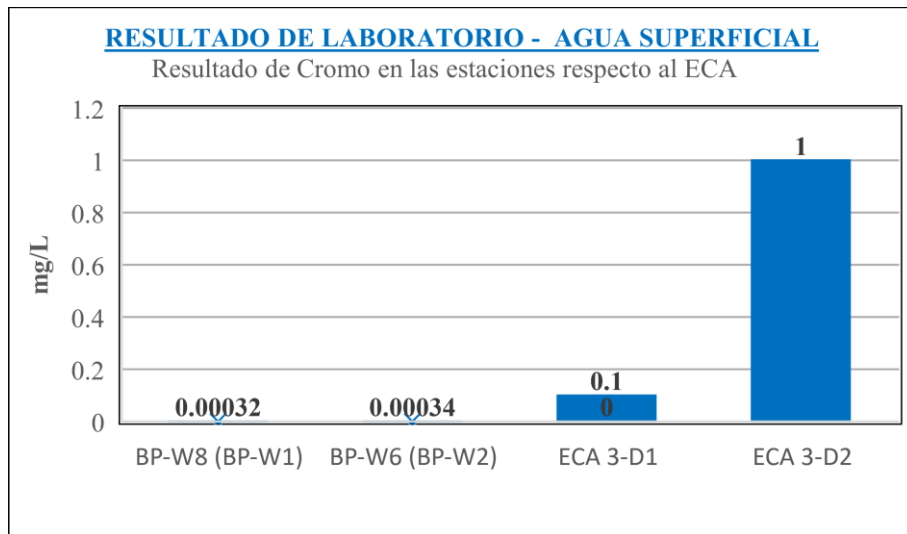 RESULTADO DE LABORATORIO - AGUA SUPERFICIAL
Resultado de Cromo en las estaciones respecto al ECA
mg/L
1.2
1
0.8
0.6
0.4
0.2
0
0.00032
0.00034
0.1
0
1
BP-W8 (BP-W1)
BP-W6 (BP-W2)
ECA 3-D1
ECA 3-D2